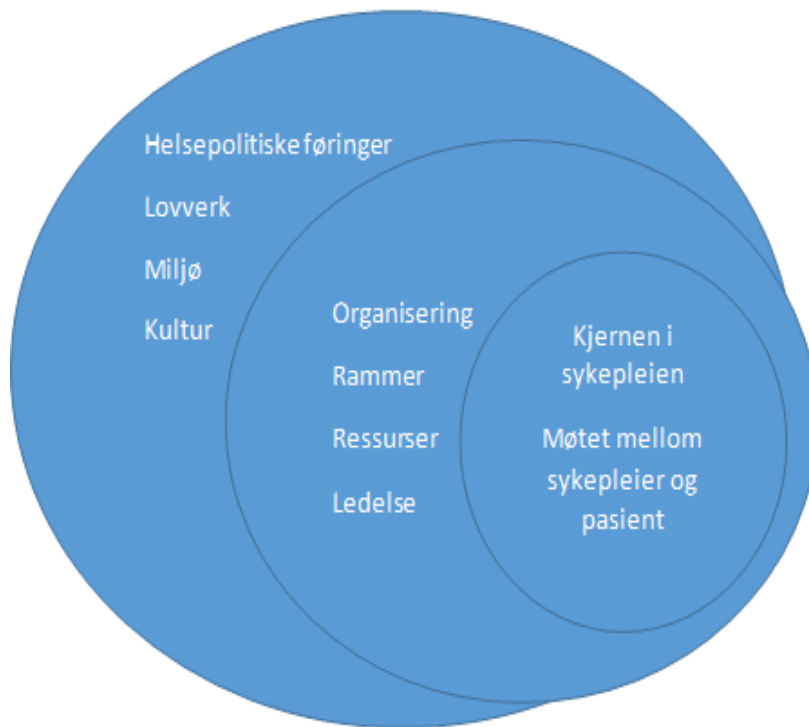 Helsepolitiske føringer
Lovverk
Miljø
Kultur
Organisering
Rammer
Ressurser
Ledelse
Kjernen i
sykepleien
Møtet mellom
sykepleier og
pasient